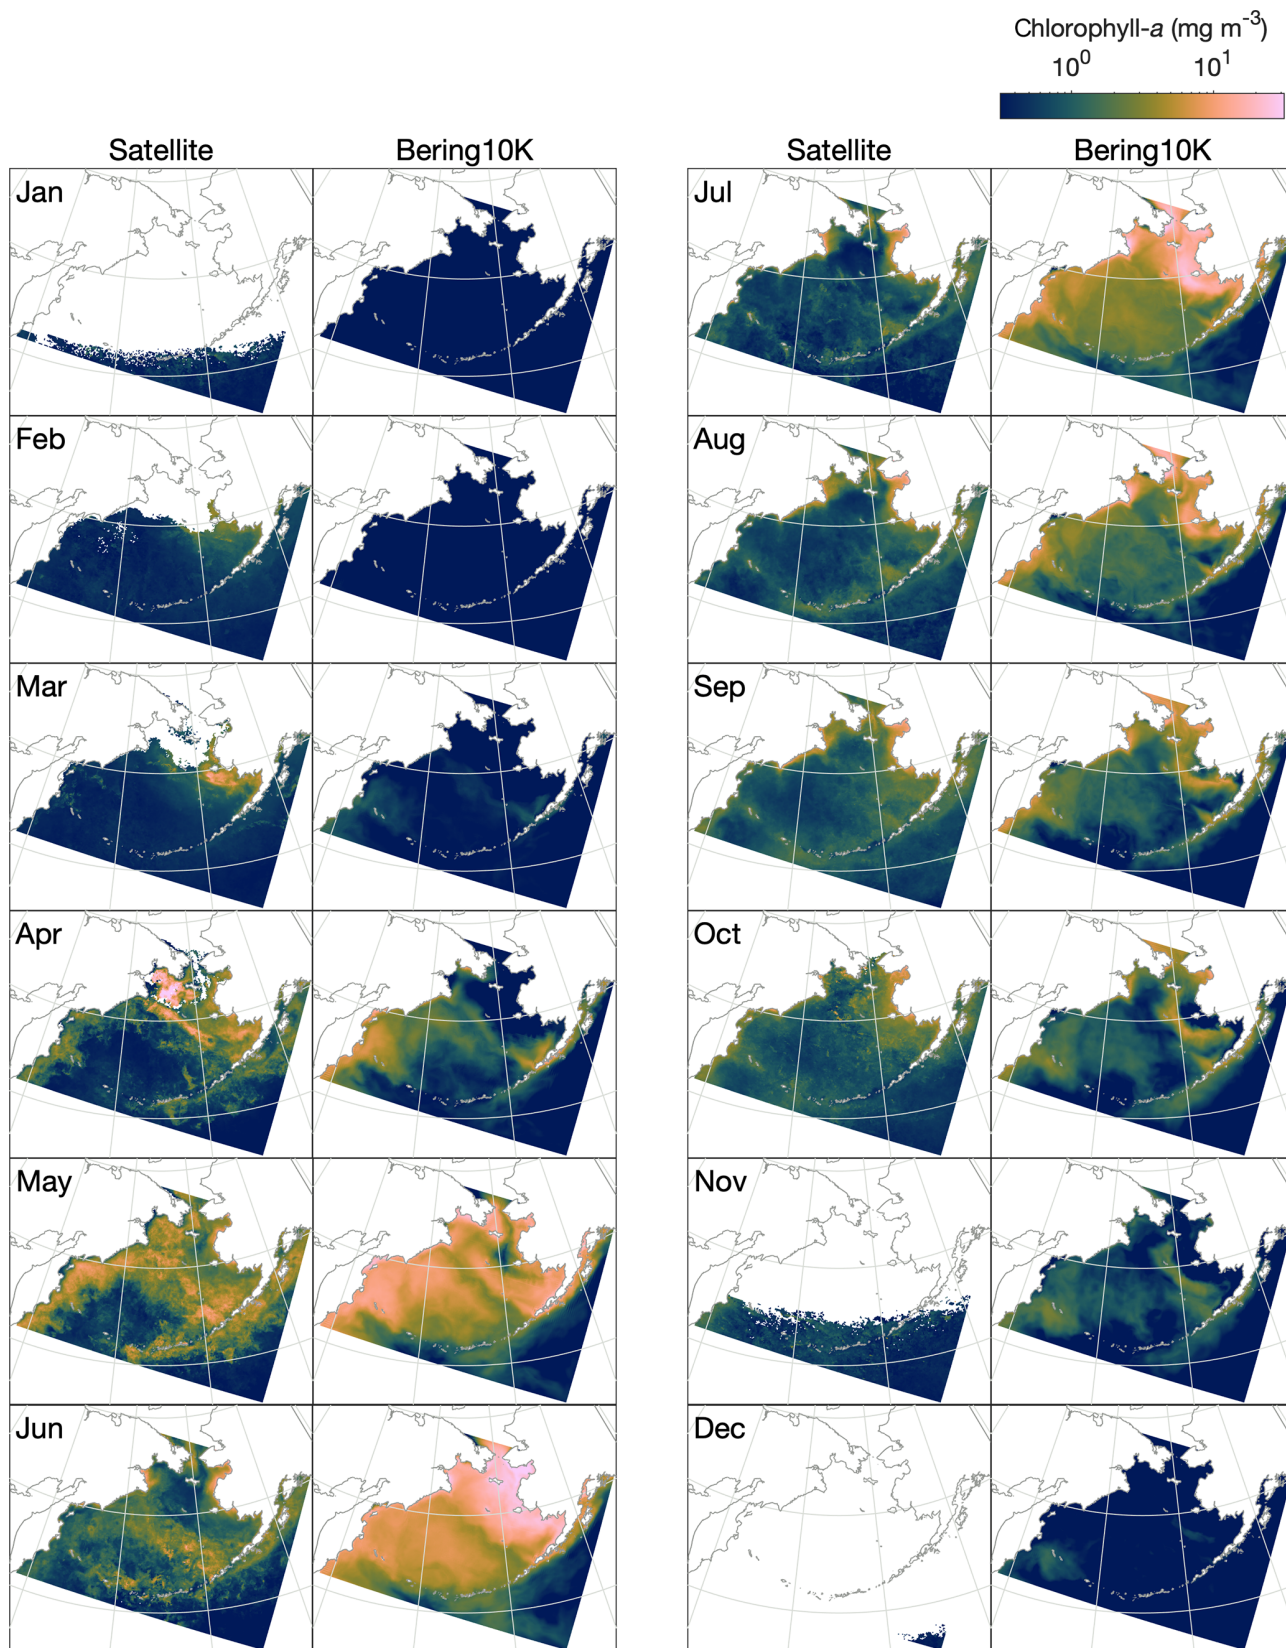 Chlorophyll-a (mg m-3)
10^0 10^1
Satellite Bering10K Satellite Bering10K
Jan Jul
Feb Aug
Mar Sep
Apr Oct
May Nov
Jun Dec